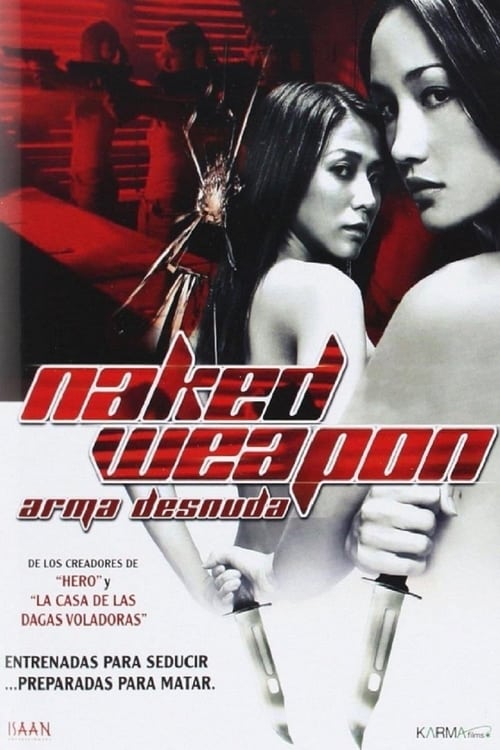 naked
weapon
arma desnuda
DE LOS CREADORES DE
"HERO" y
"LA CASA DE LAS
DAGAS VOLADORAS"
ENTRENADAS PARA SEDUCIR
...PREPARADAS PARA MATAR.
ISAAN
KARMA films